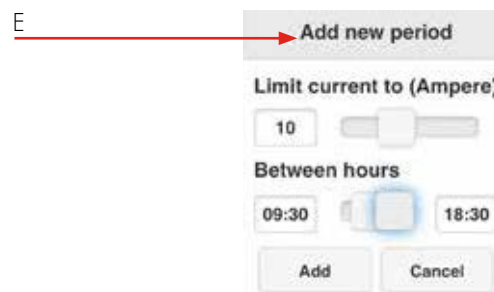 E
Add new period
Limit current to (Ampere)
10
Between hours
09:30 18:30
Add Cancel